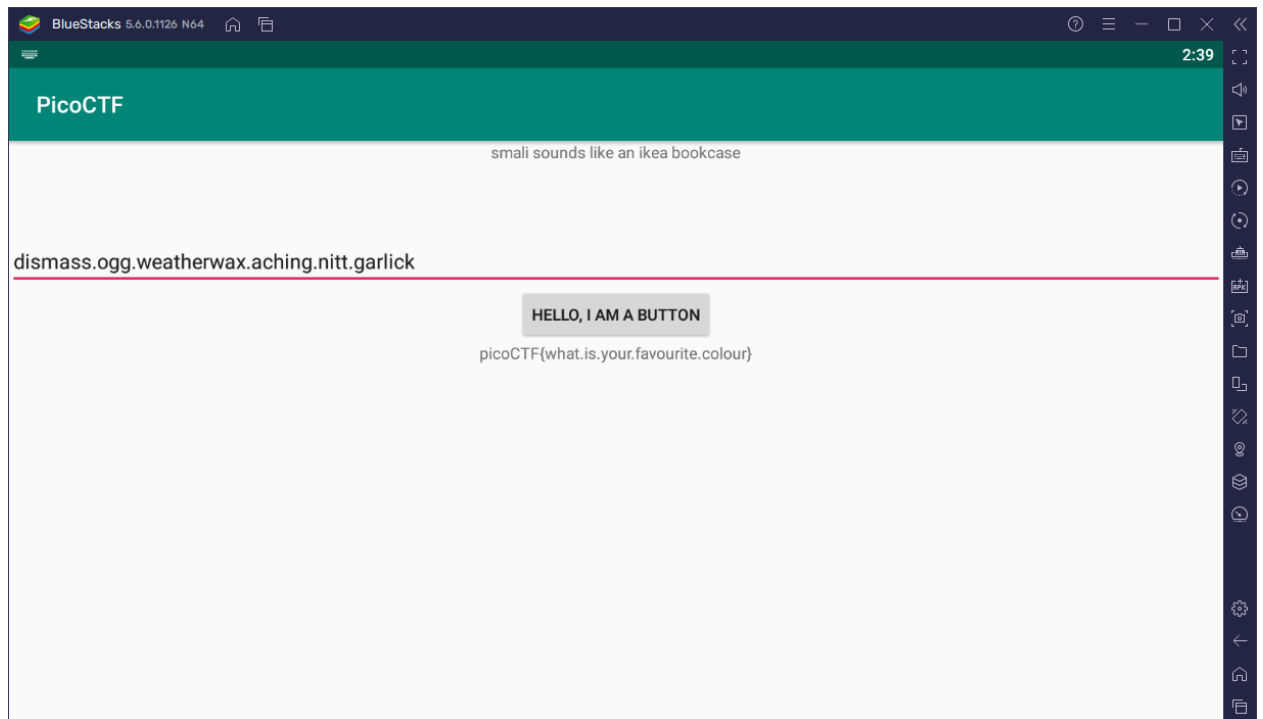 BlueStacks 5.6.0.1126 N64
2:39
PicoCTF
smali sounds like an ikea bookcase
dismass.ogg.weatherwax.aching.nitt.garlick
HELLO, I AM A BUTTON
picoCTF{what.is.your.favourite.colour}